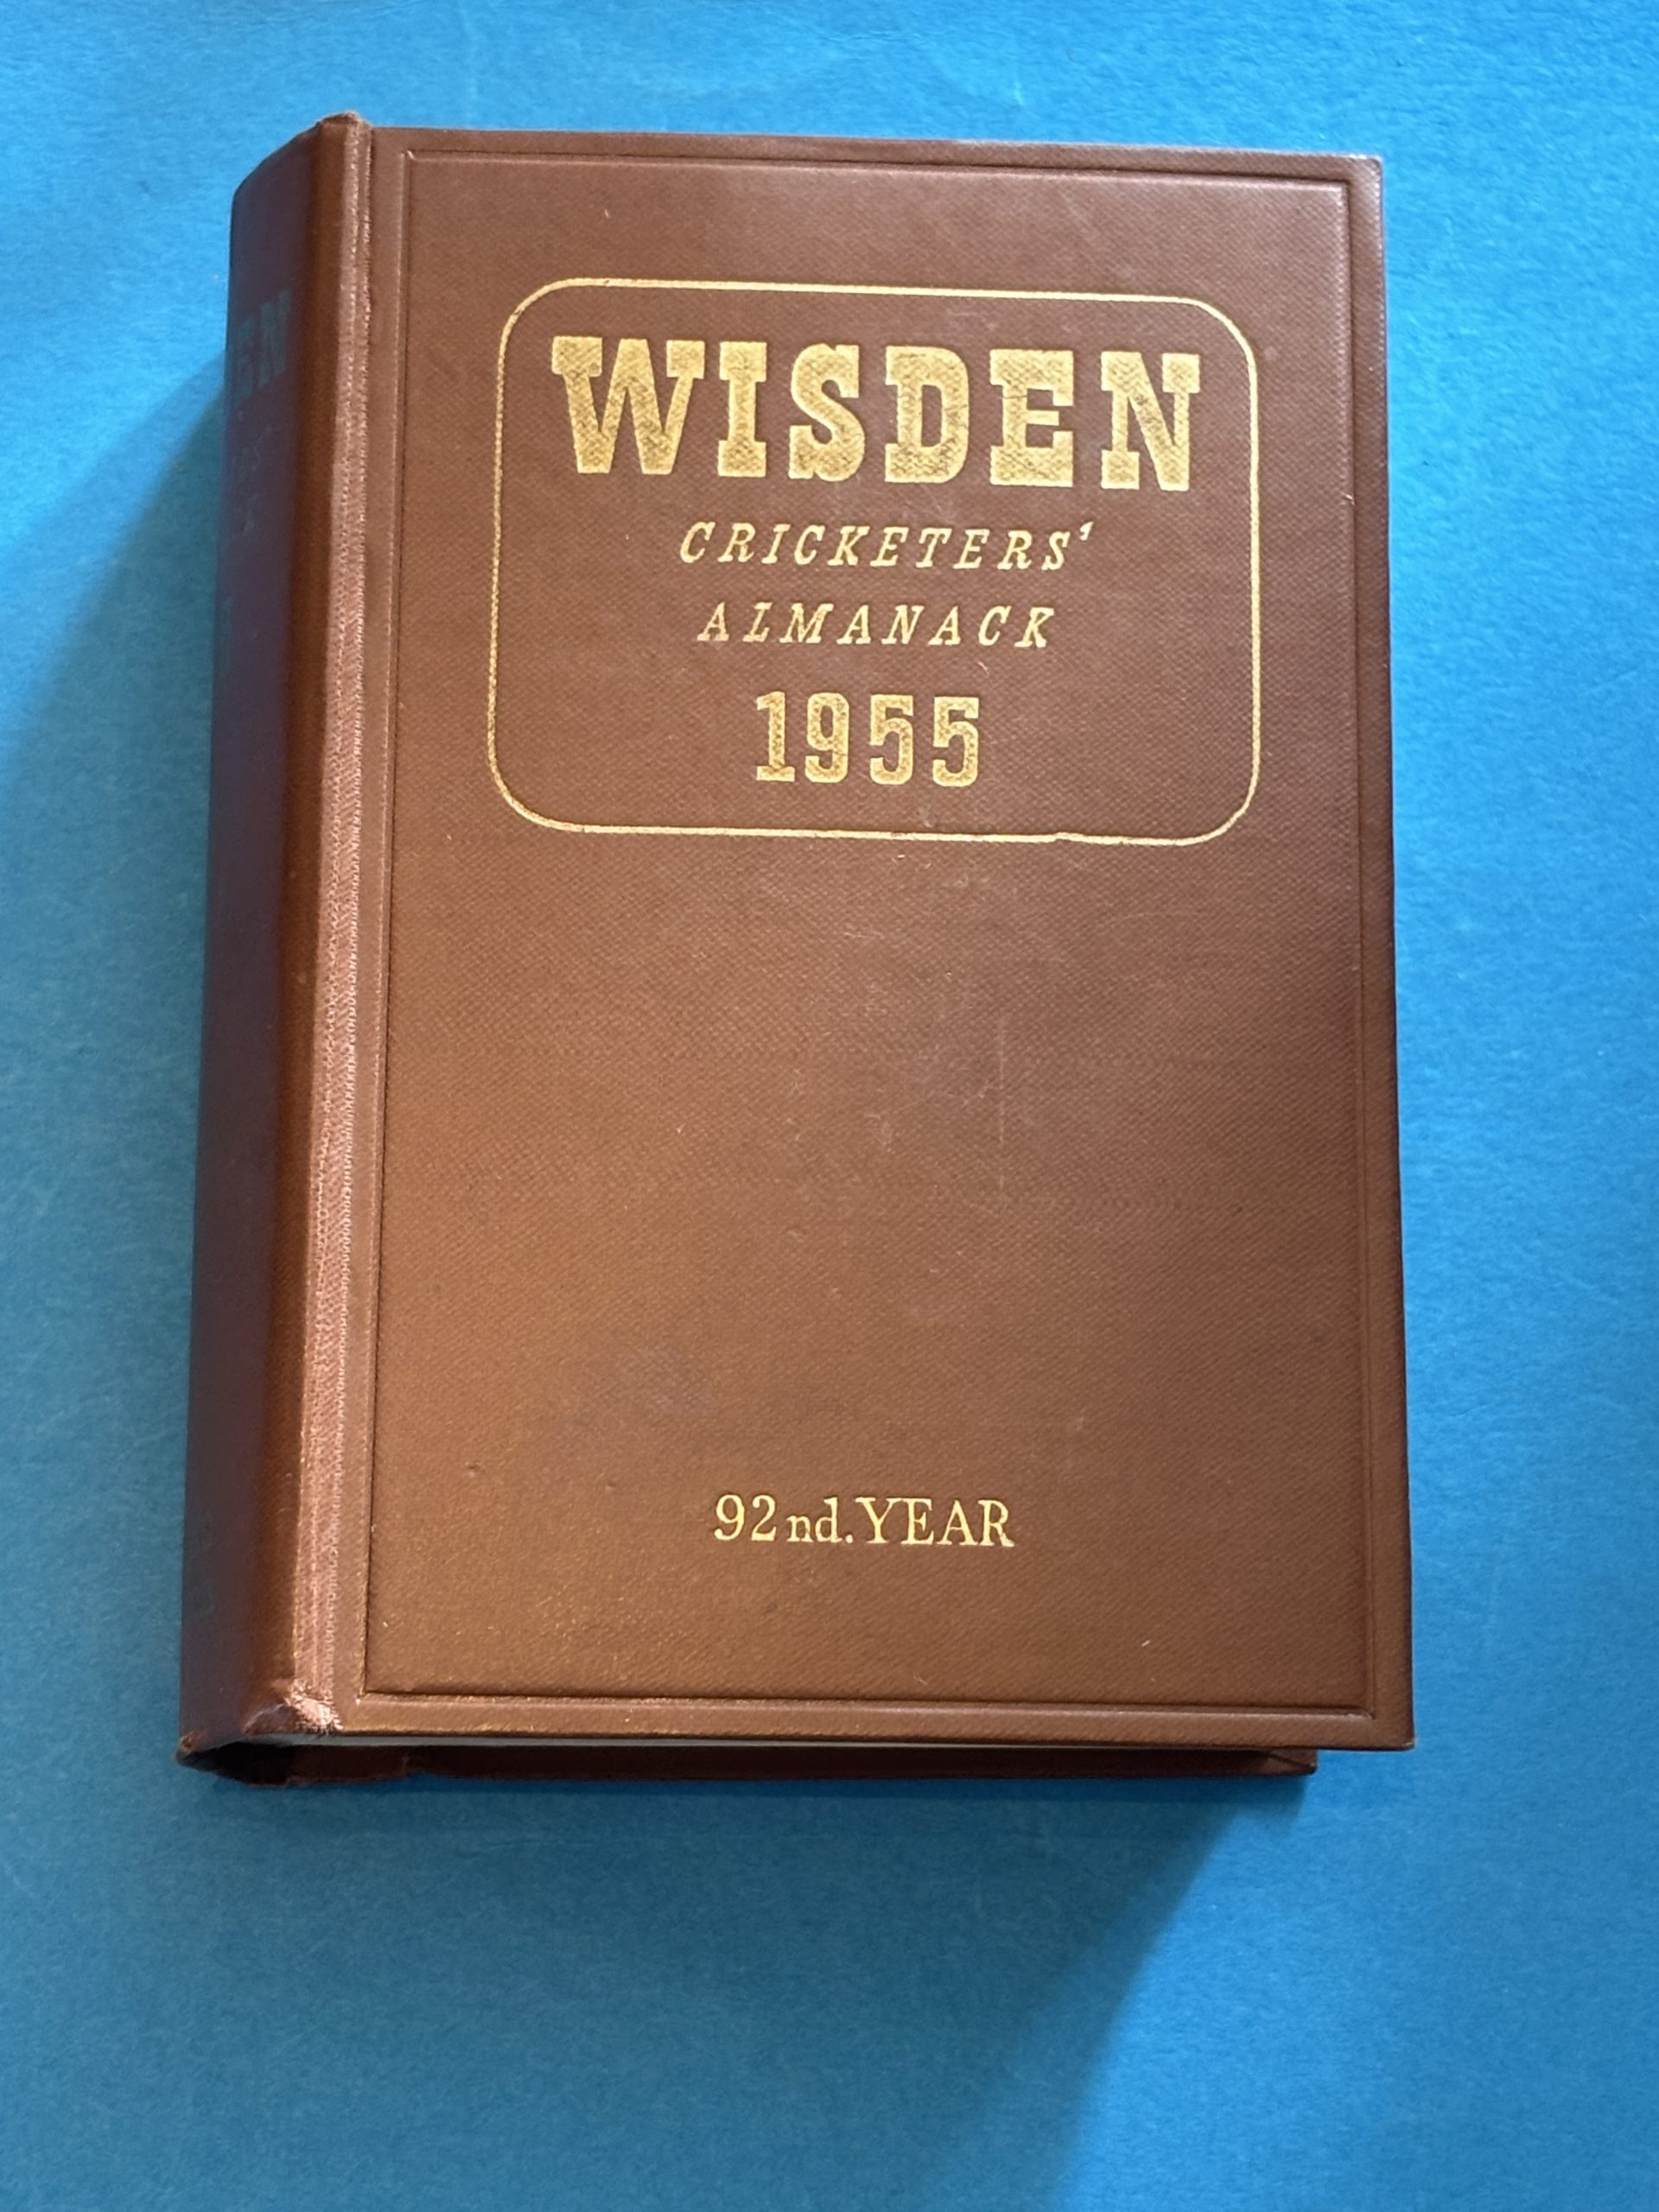 WISDEN
CRICKETERS'
ALMANACK
1955
92nd. YEAR